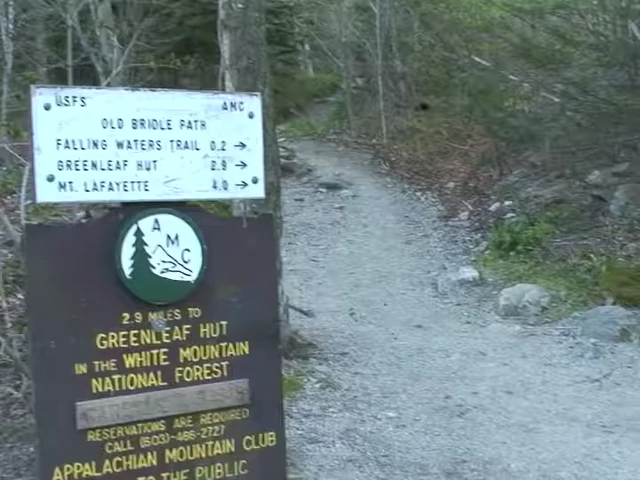 USFS AMC
OLD BRIDLE PATH
FALLING WATERS TRAIL 0.2 →
GREENLEAF HUT 2.9 →
MT. LAFAYETTE 4.0 →
AMC
2.9 MILES TO
GREENLEAF HUT
IN THE WHITE MOUNTAIN
NATIONAL FOREST
RESERVATIONS ARE REQUIRED
CALL (603)-466-2727
APPALACHIAN MOUNTAIN CLUB
TO THE PUBLIC